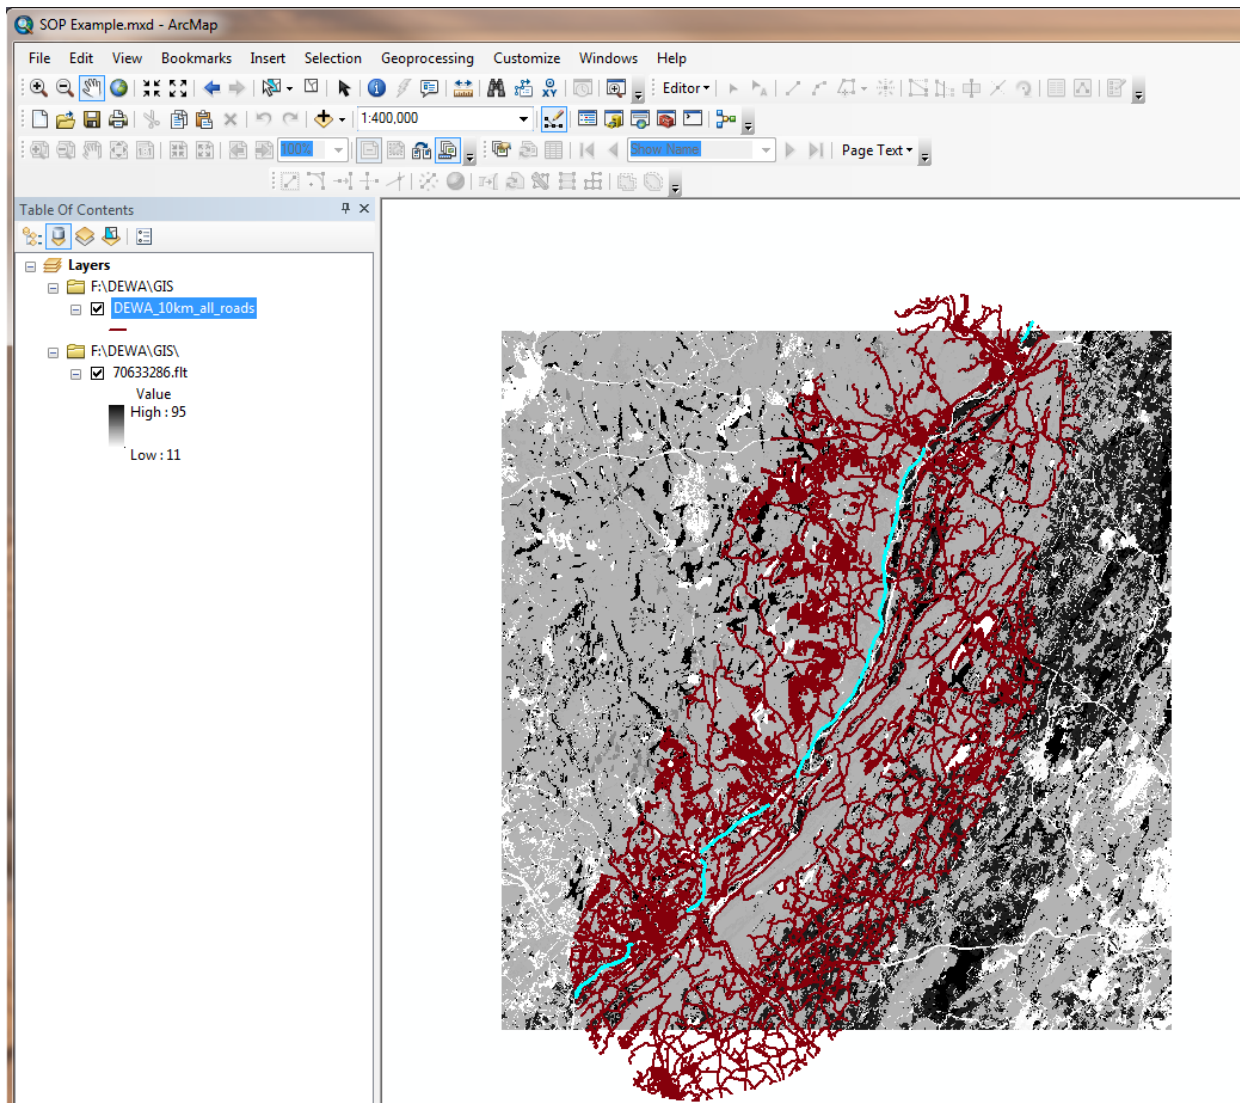 SOP Example.mxd - ArcMap
File Edit View Bookmarks Insert Selection Geoprocessing Customize Windows Help
Editor
1:400,000
100% Show Name Page Text
Table Of Contents
Layers
F:\DEWA\GIS
DEWA_10km_all_roads
F:\DEWA\GIS\
70633286.flt
Value
High : 95
Low : 11